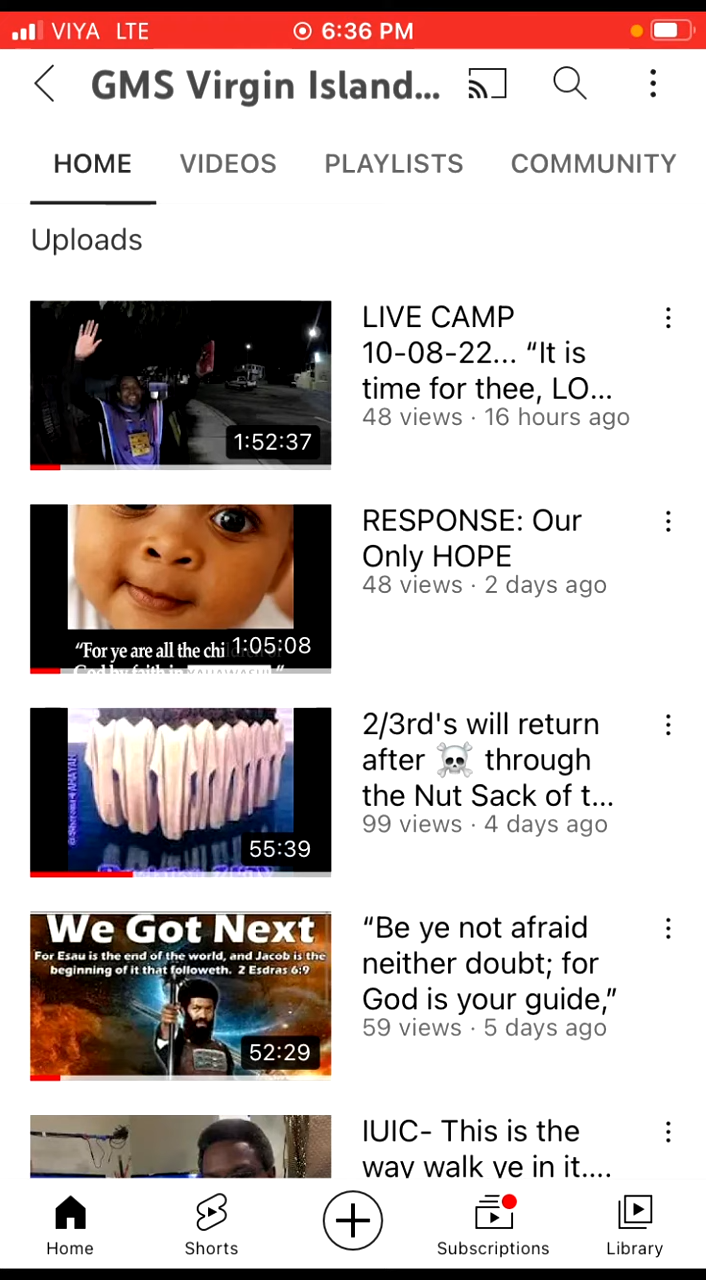 VIYA LTE 6:36 PM
GMS Virgin Island...
HOME VIDEOS PLAYLISTS COMMUNITY
Uploads
1:52:37
LIVE CAMP
10-08-22... “It is
time for thee, LO...
48 views · 16 hours ago
“For ye are all the chi
1:05:08
God by faith in
RESPONSE: Our
Only HOPE
48 views · 2 days ago
55:39
2/3rd's will return
after ☠️ through
the Nut Sack of t...
99 views · 4 days ago
We Got Next
For Esau is the end of the world, and Jacob is the
beginning of it that followeth. 2 Esdras 6:9
52:29
“Be ye not afraid
neither doubt; for
God is your guide,”
59 views · 5 days ago
IUIC- This is the
way walk ye in it....
Home Shorts Subscriptions Library